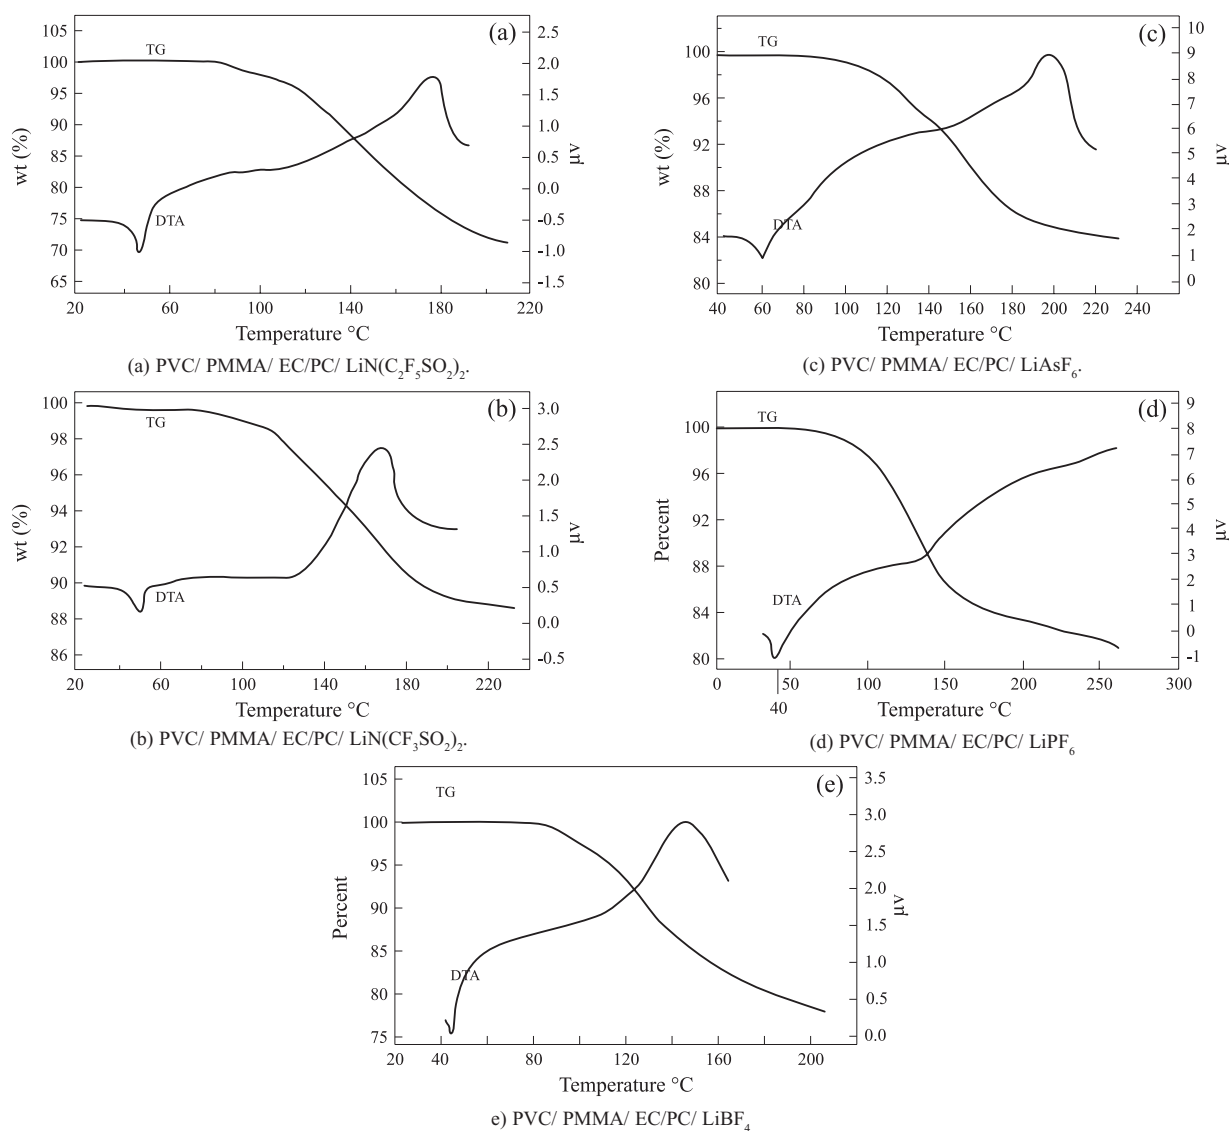 (a)
TG
DTA
105
100
95
90
85
80
75
70
65
wt (%)
2.5
2.0
1.5
1.0
0.5
0.0
-0.5
-1.0
-1.5
μv
20 60 100 140 180 220
Temperature °C
(a) PVC/ PMMA/ EC/PC/ LiN(C₂F₅SO₂)₂.
(c)
TG
DTA
100
96
92
88
84
80
wt (%)
10
9
8
7
6
5
4
3
2
1
0
μv
40 60 80 100 120 140 160 180 200 220 240
Temperature °C
(c) PVC/ PMMA/ EC/PC/ LiAsF₆.
(b)
TG
DTA
100
98
96
94
92
90
88
86
wt (%)
3.0
2.5
2.0
1.5
1.0
0.5
0.0
-0.5
μv
20 60 100 140 180 220
Temperature °C
(b) PVC/ PMMA/ EC/PC/ LiN(CF₃SO₂)₂.
(d)
TG
DTA
100
96
92
88
84
80
Percent
9
8
7
6
5
4
3
2
1
0
-1
μv
0 50 100 150 200 250 300
40
Temperature °C
(d) PVC/ PMMA/ EC/PC/ LiPF₆
(e)
TG
DTA
105
100
95
90
85
80
75
Percent
3.5
3.0
2.5
2.0
1.5
1.0
0.5
0.0
μv
20 40 80 120 160 200
Temperature °C
e) PVC/ PMMA/ EC/PC/ LiBF₄